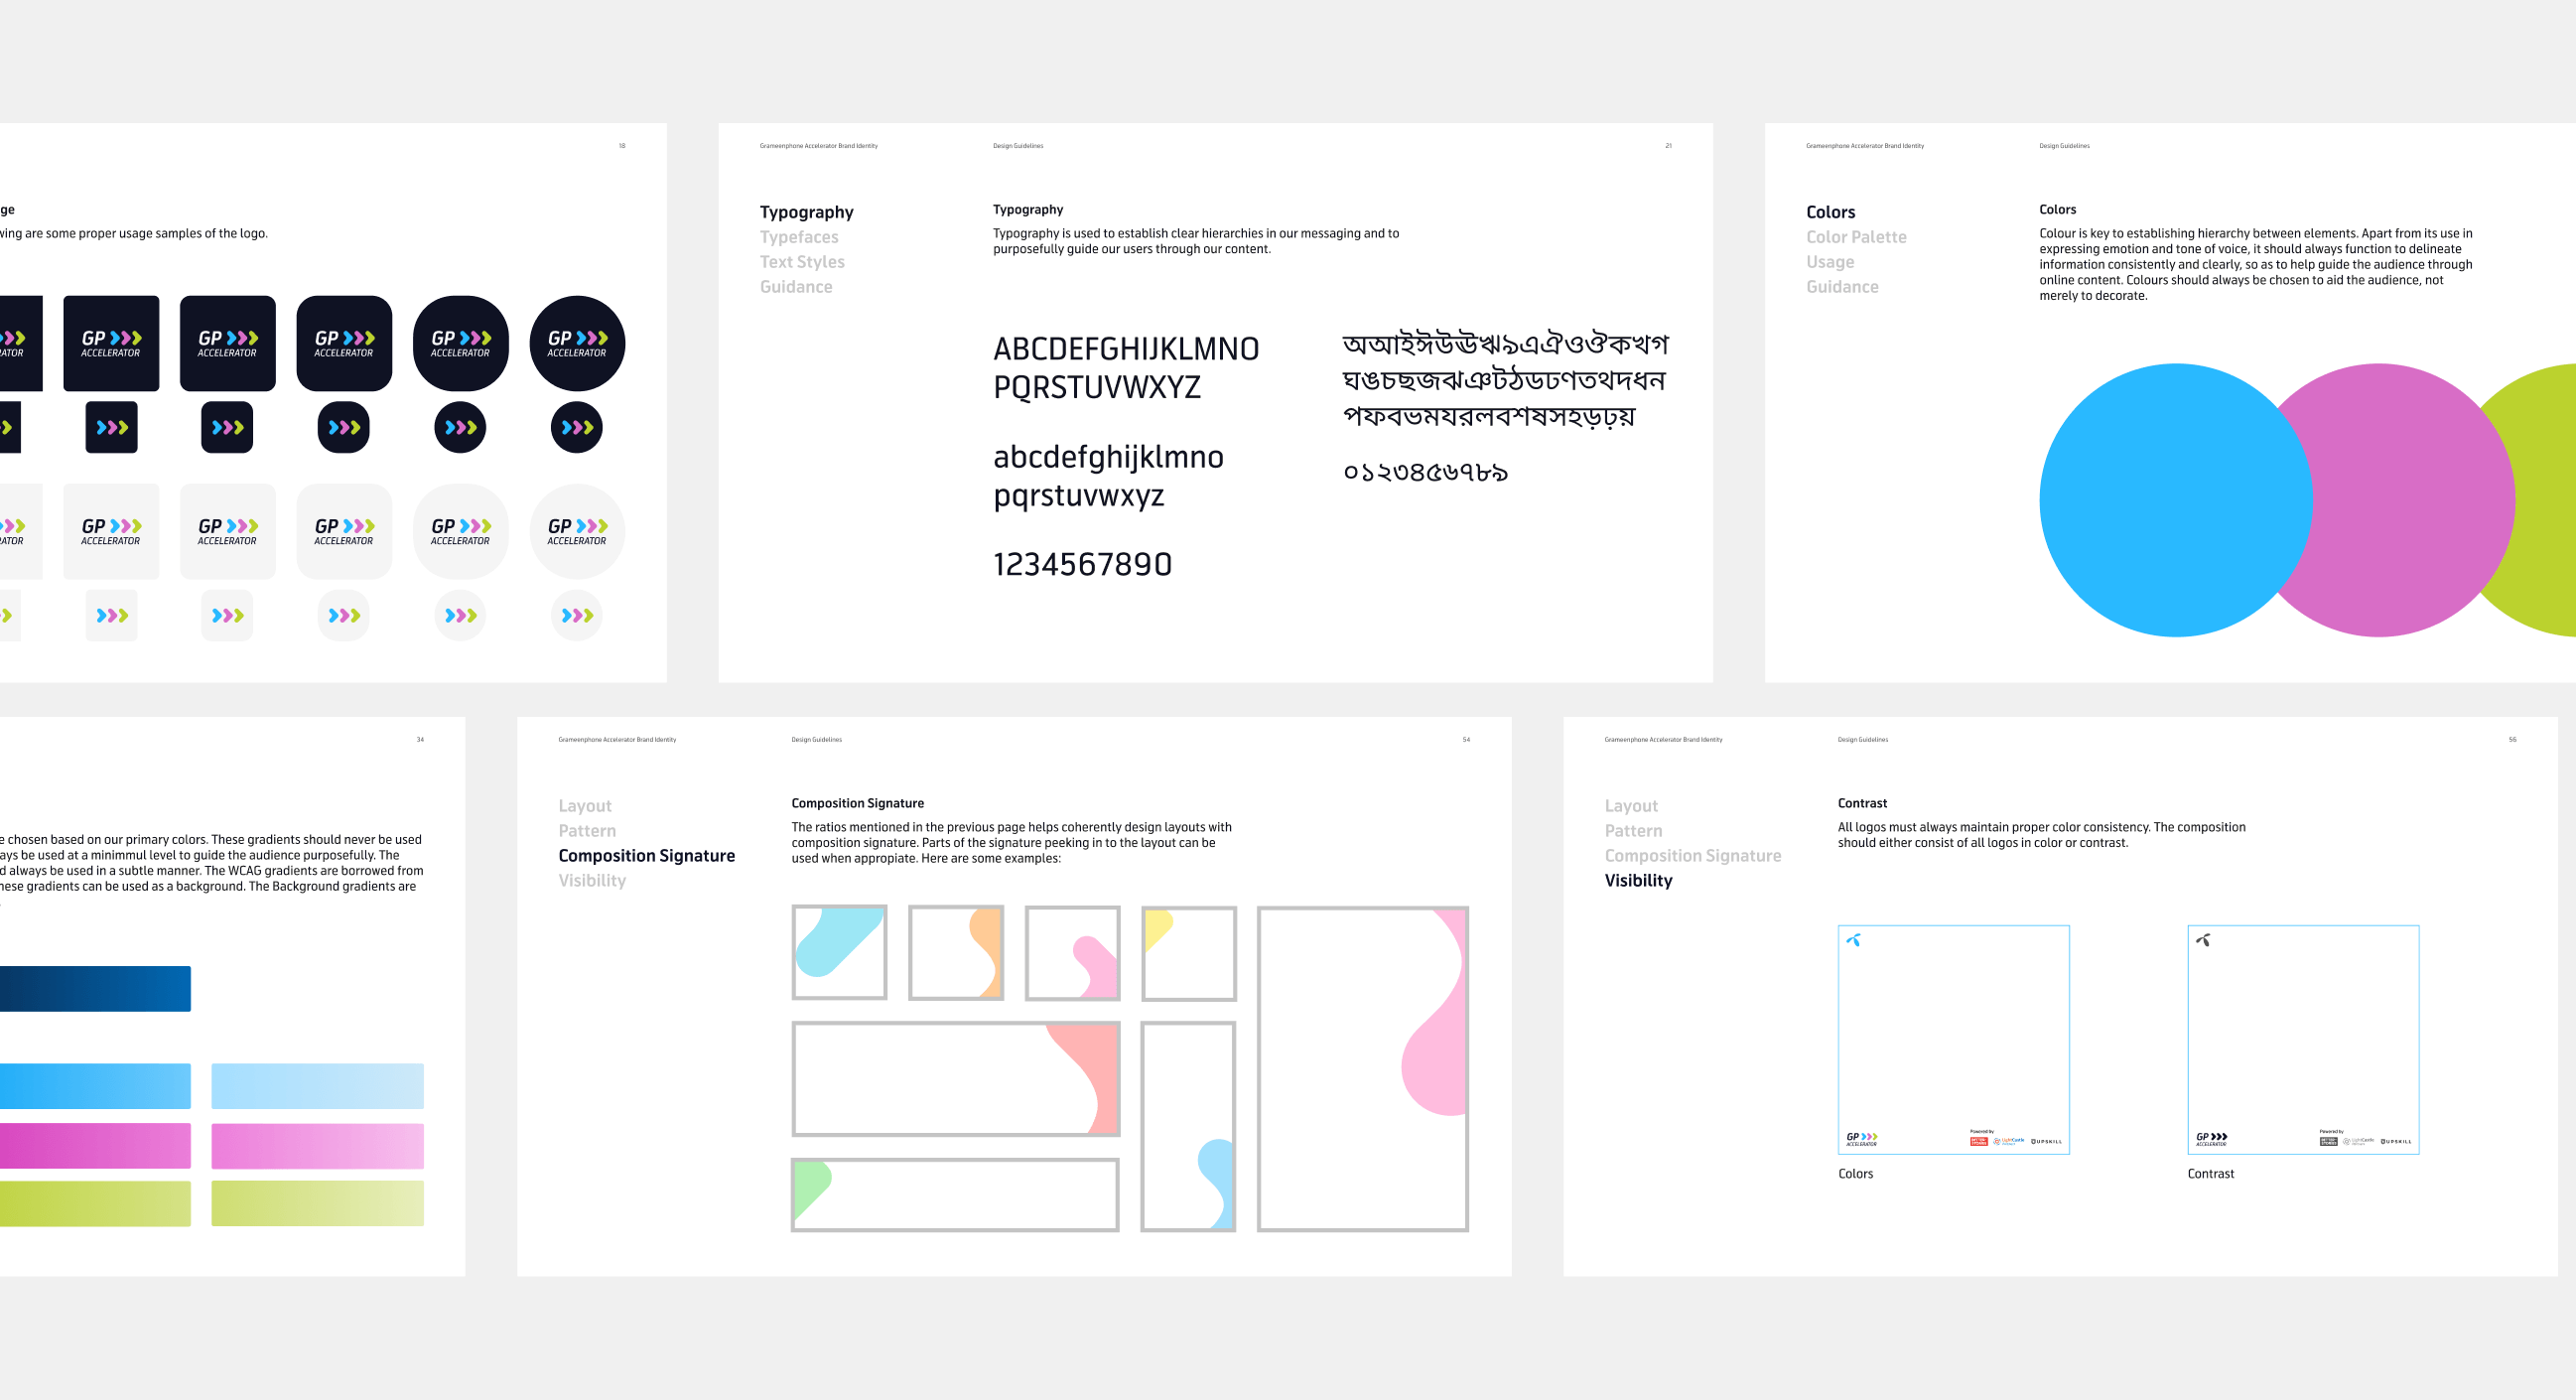 18
ge
wing are some proper usage samples of the logo.
RATOR
GP ACCELERATOR
GP ACCELERATOR
GP ACCELERATOR
GP ACCELERATOR
GP ACCELERATOR
RATOR
GP ACCELERATOR
GP ACCELERATOR
GP ACCELERATOR
GP ACCELERATOR
GP ACCELERATOR
Grameenphone Accelerator Brand Identity
Design Guidelines
21
Typography
Typefaces
Text Styles
Guidance
Typography
Typography is used to establish clear hierarchies in our messaging and to
purposefully guide our users through our content.
ABCDEFGHIJKLMNO
PQRSTUVWXYZ
abcdefghijklmno
pqrstuvwxyz
1234567890
অআইঈউঊঋ৯এঐওঔকখগ
ঘঙচছজঝঞটঠডঢণতথদধন
পফবভমযরলবশষসহড়ঢ়য়
০১২৩৪৫৬৭৮৯
Grameenphone Accelerator Brand Identity
Design Guidelines
Colors
Color Palette
Usage
Guidance
Colors
Colour is key to establishing hierarchy between elements. Apart from its use in
expressing emotion and tone of voice, it should always function to delineate
information consistently and clearly, so as to help guide the audience through
online content. Colours should always be chosen to aid the audience, not
merely to decorate.
34
e chosen based on our primary colors. These gradients should never be used
ays be used at a minimmul level to guide the audience purposefully. The
d always be used in a subtle manner. The WCAG gradients are borrowed from
hese gradients can be used as a background. The Background gradients are
.
Grameenphone Accelerator Brand Identity
Design Guidelines
54
Layout
Pattern
Composition Signature
Visibility
Composition Signature
The ratios mentioned in the previous page helps coherently design layouts with
composition signature. Parts of the signature peeking in to the layout can be
used when appropiate. Here are some examples:
Grameenphone Accelerator Brand Identity
Design Guidelines
56
Layout
Pattern
Composition Signature
Visibility
Contrast
All logos must always maintain proper color consistency. The composition
should either consist of all logos in color or contrast.
GP ACCELERATOR
Powered by
BETTER STORIES
LightCastle
UPSKILL
Colors
GP ACCELERATOR
Powered by
BETTER STORIES
LightCastle
UPSKILL
Contrast